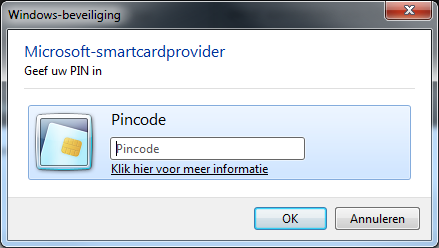 Windows-beveiliging
Microsoft-smartcardprovider
Geef uw PIN in
Pincode
Pincode
Klik hier voor meer informatie
OK
Annuleren